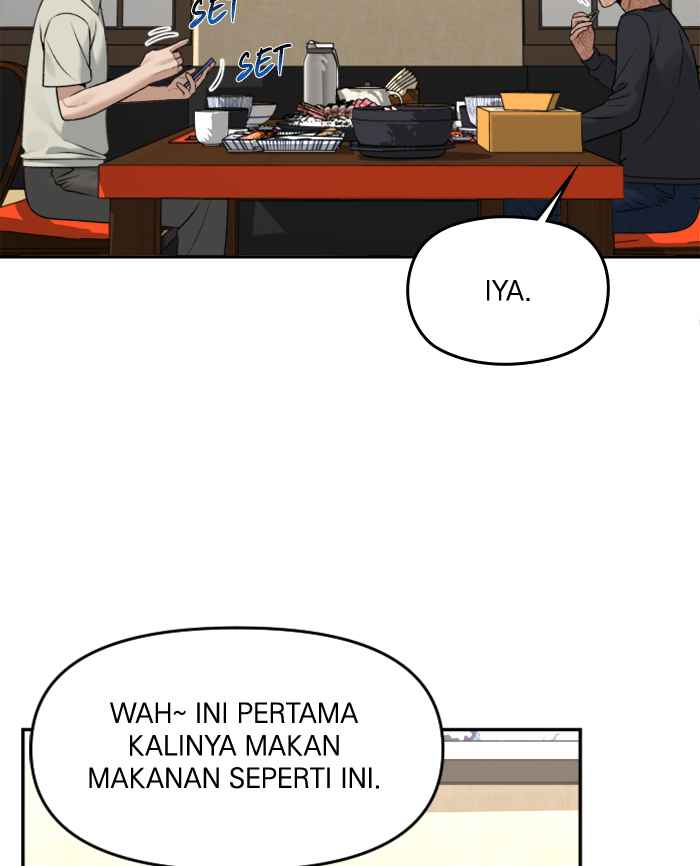 SET
SET
IYA.
WAH~ INI PERTAMA
KALINYA MAKAN
MAKANAN SEPERTI INI.